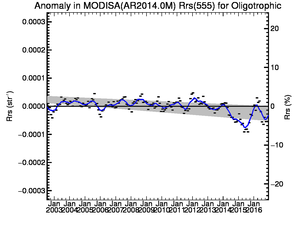 Anomaly in MODISA(AR2014.0M) Rrs(555) for Oligotrophic
0.0003
0.0002
0.0001
0.0000
-0.0001
-0.0002
-0.0003
Rrs (str⁻¹)
20
10
0
-10
-20
Rrs (%)
Jan Jan Jan Jan Jan Jan Jan Jan Jan Jan Jan Jan Jan Jan
2003 2004 2005 2006 2007 2008 2009 2010 2011 2012 2013 2014 2015 2016